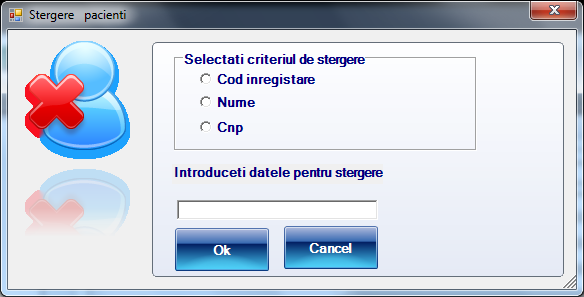 Stergere pacienti
Selectati criteriul de stergere
Cod inregistare
Nume
Cnp
Introduceti datele pentru stergere
Ok
Cancel